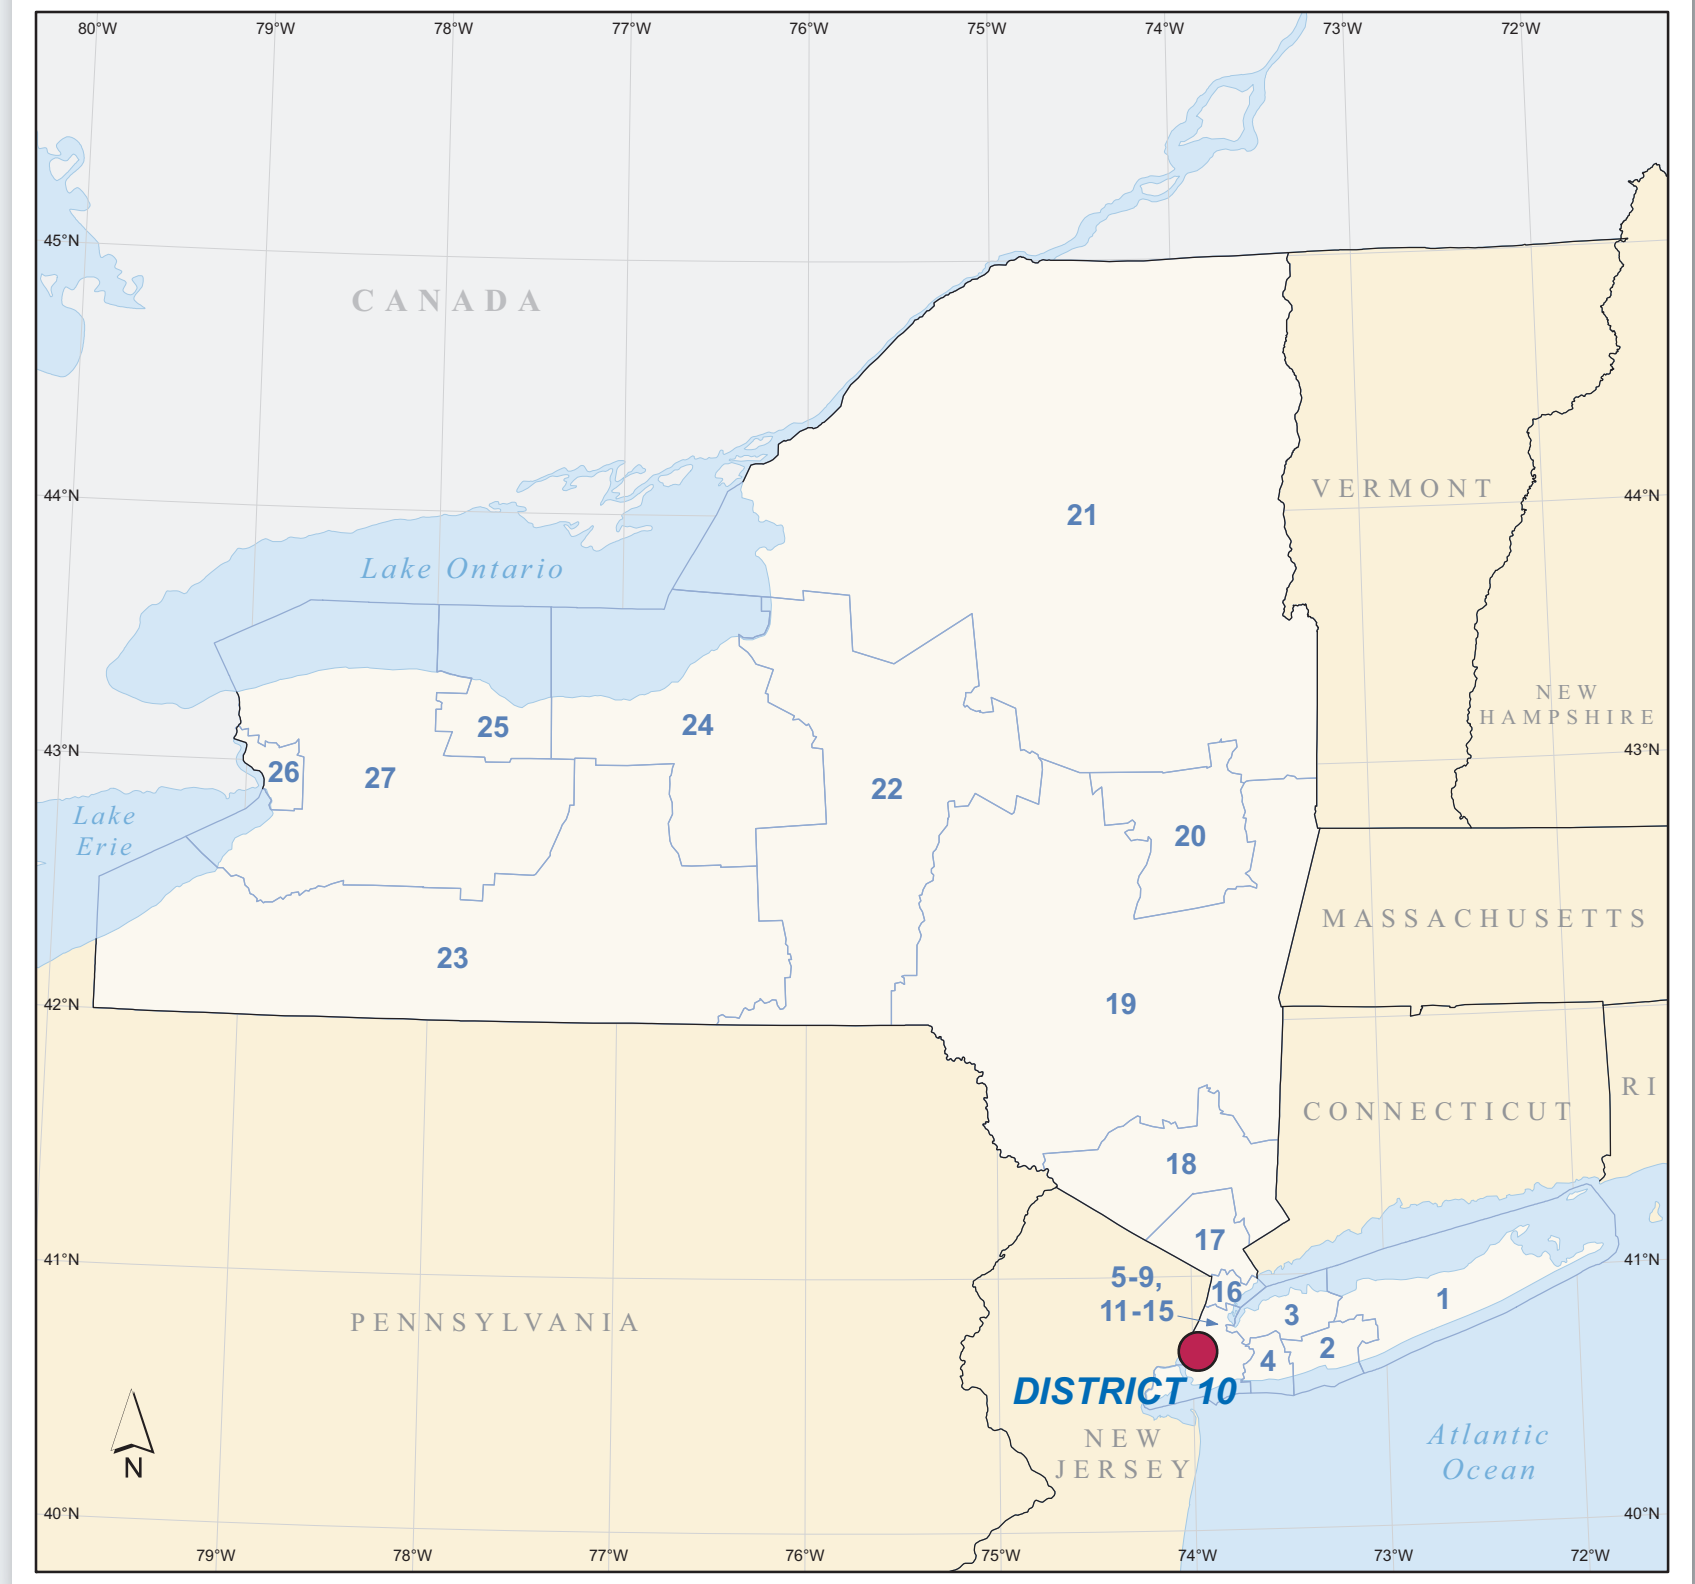 80°W 79°W 78°W 77°W 76°W 75°W 74°W 73°W 72°W
45°N
CANADA
44°N
VERMONT
44°N
21
Lake Ontario
NEW
HAMPSHIRE
25
24
43°N
43°N
26
27
22
Lake
Erie
20
MASSACHUSETTS
23
42°N
19
RI
CONNECTICUT
18
17
41°N
41°N
5-9,
11-15
16
1
3
PENNSYLVANIA
2
4
DISTRICT 10
NEW
JERSEY
Atlantic
Ocean
N
40°N
40°N
79°W 78°W 77°W 76°W 75°W 74°W 73°W 72°W